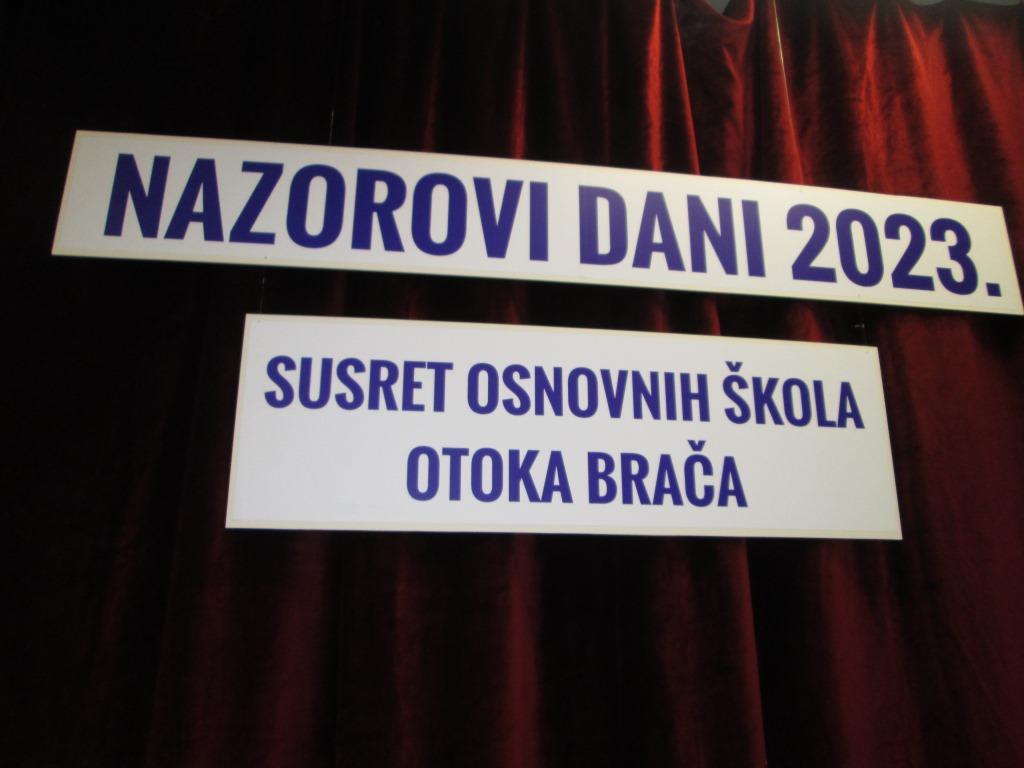 NAZOROVI DANI 2023.
SUSRET OSNOVNIH ŠKOLA
OTOKA BRAČA